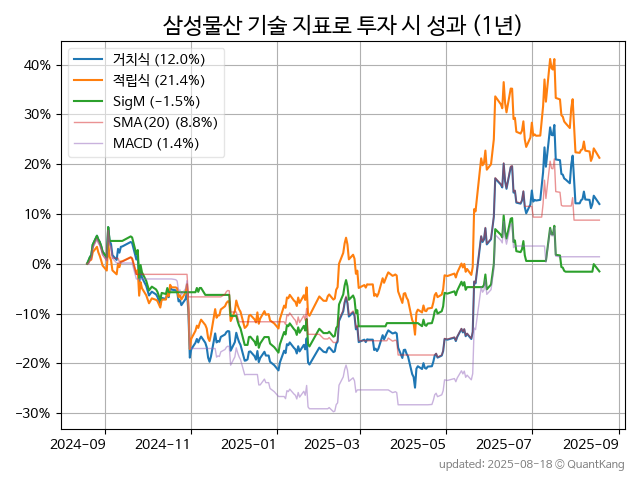 삼성물산 기술 지표로 투자 시 성과 (1년)
거치식 (12.0%)
적립식 (21.4%)
SigM (-1.5%)
SMA(20) (8.8%)
MACD (1.4%)
40%
30%
20%
10%
0%
-10%
-20%
-30%
2024-09 2024-11 2025-01 2025-03 2025-05 2025-07 2025-09
updated: 2025-08-18 © QuantKang